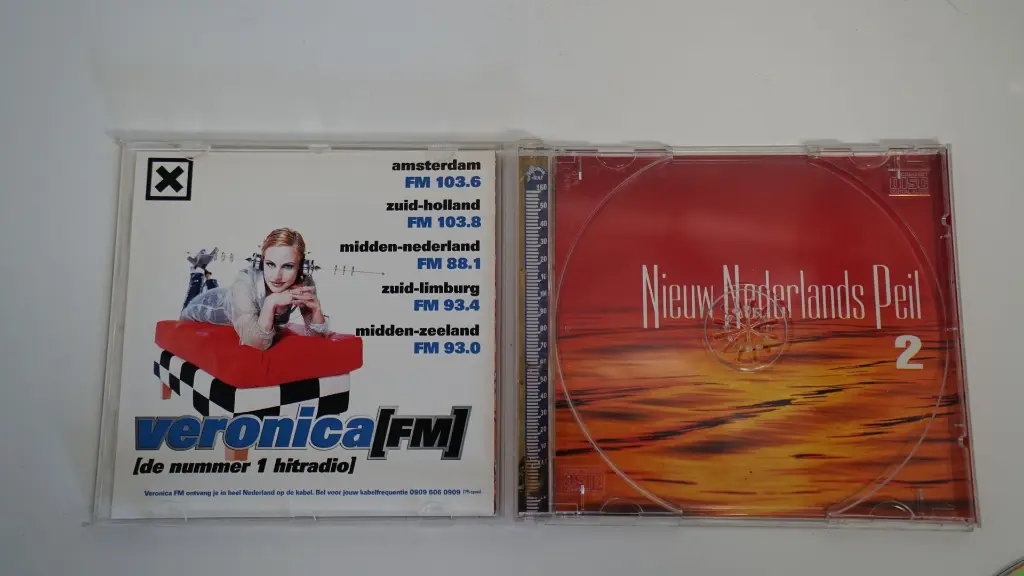 amsterdam
FM 103.6
zuid-holland
FM 103.8
midden-nederland
FM 88.1
zuid-limburg
FM 93.4
midden-zeeland
FM 93.0
veronica[FM]
[de nummer 1 hitradio]
Veronica FM ontvang je in heel Nederland op de kabel. Bel voor jouw kabelfrequentie 0909 606 0909
Nieuw Nederlands Peil
2